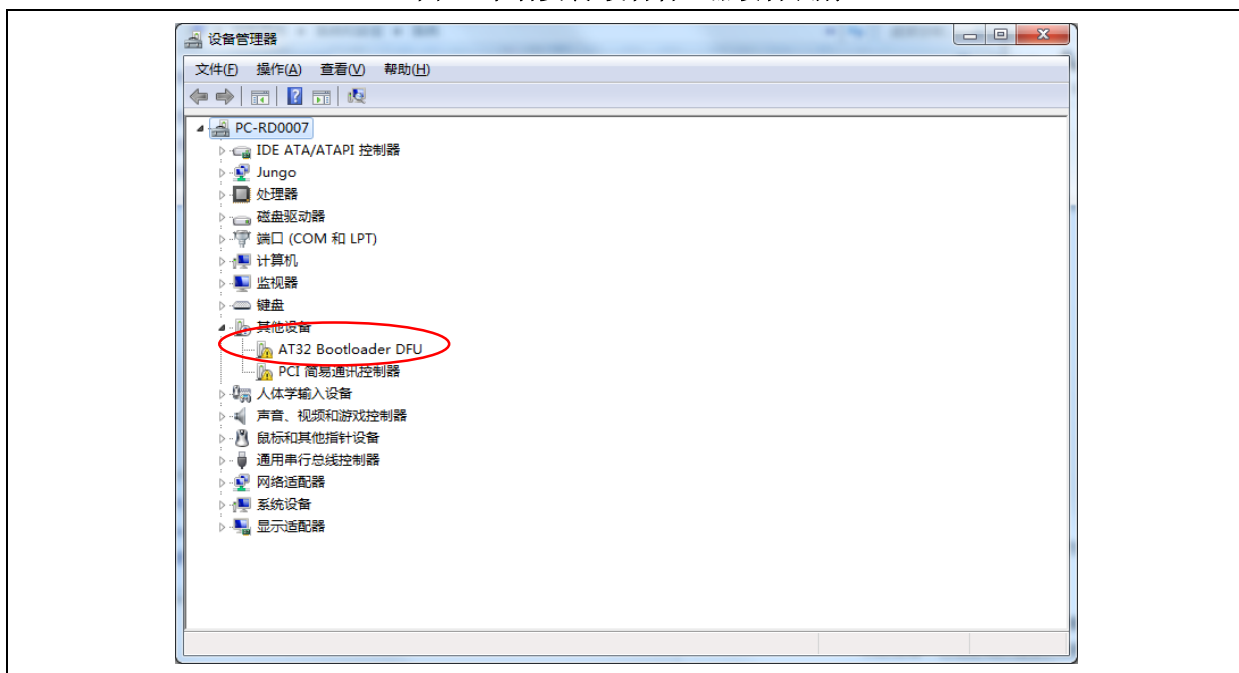 设备管理器
文件(F) 操作(A) 查看(V) 帮助(H)
PC-RD0007
IDE ATA/ATAPI 控制器
Jungo
处理器
磁盘驱动器
端口 (COM 和 LPT)
计算机
监视器
键盘
其他设备
AT32 Bootloader DFU
PCI 简易通讯控制器
人体学输入设备
声音、视频和游戏控制器
鼠标和其他指针设备
通用串行总线控制器
网络适配器
系统设备
显示适配器